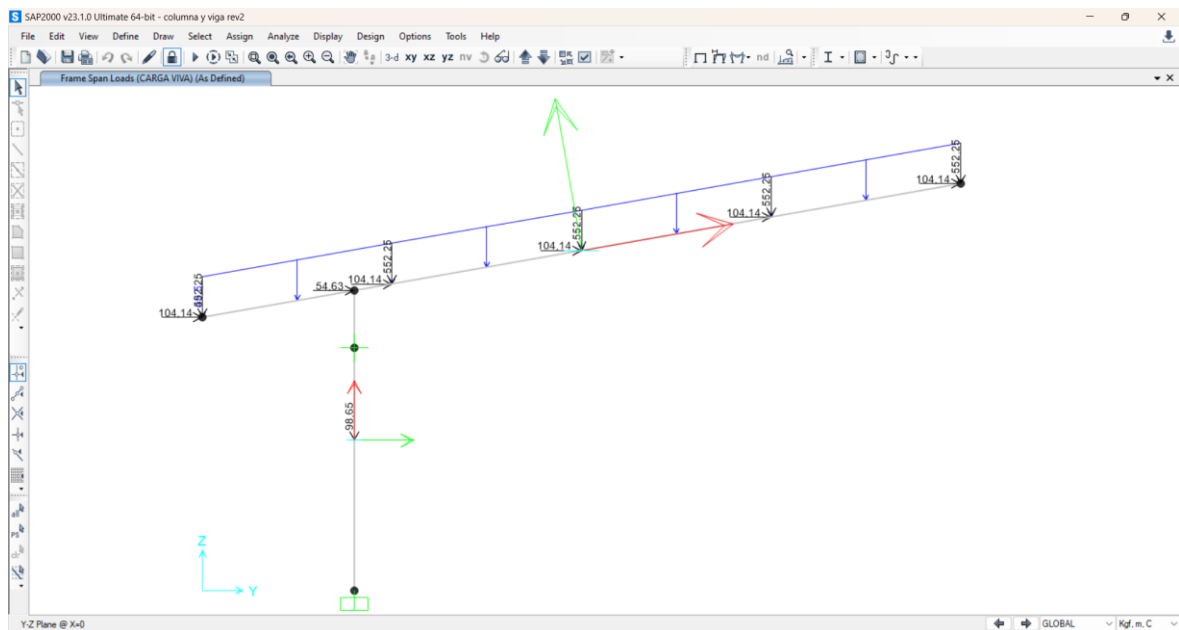 SAP2000 v23.1.0 Ultimate 64-bit - columna y viga rev2
File Edit View Define Draw Select Assign Analyze Display Design Options Tools Help
3-d xy xz yz nv
nd
Frame Span Loads (CARGA VIVA) (As Defined)
552.25
104.14
552.25
104.14
552.25
104.14
552.25
104.14
54.63
104.14
98.65
Z
Y
all
PS
clr
Y-Z Plane @ X=0
GLOBAL
Kgf, m, C